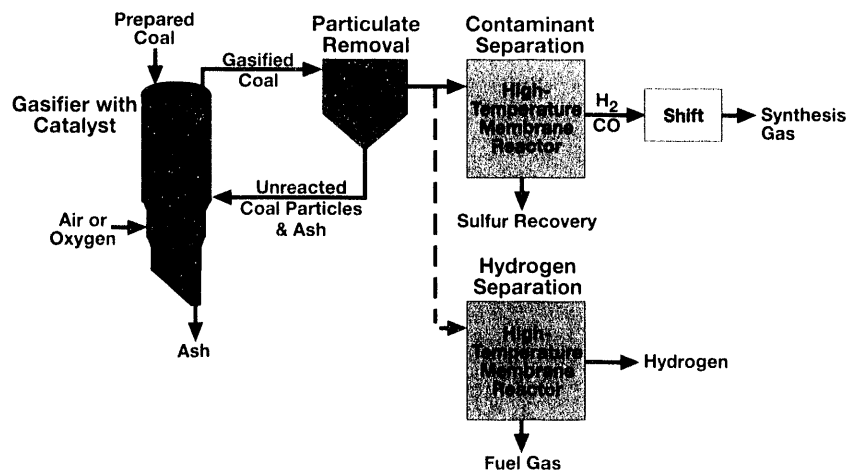 Prepared
Coal
Gasifier with
Catalyst
Air or
Oxygen
Ash
Gasified
Coal
Particulate
Removal
Unreacted
Coal Particles
& Ash
Contaminant
Separation
High-
Temperature
Membrane
Reactor
H₂
CO
Shift
Synthesis
Gas
Sulfur Recovery
Hydrogen
Separation
High-
Temperature
Membrane
Reactor
Hydrogen
Fuel Gas